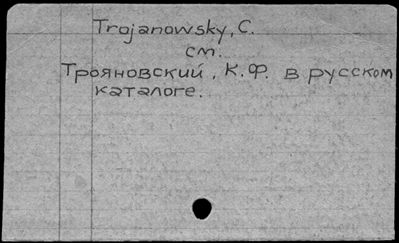 Trojanowsky, C.
см.
Трояновский, К.Ф. в русском
каталоге.